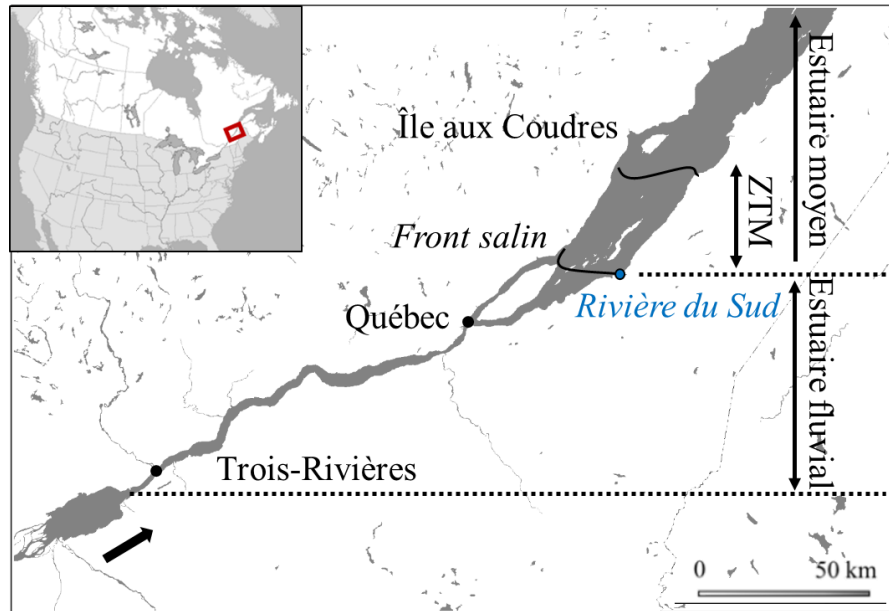 Île aux Coudres
Estuaire moyen
ZTM
Front salin
Rivière du Sud
Québec
Estuaire fluvial
Trois-Rivières
0 50 km